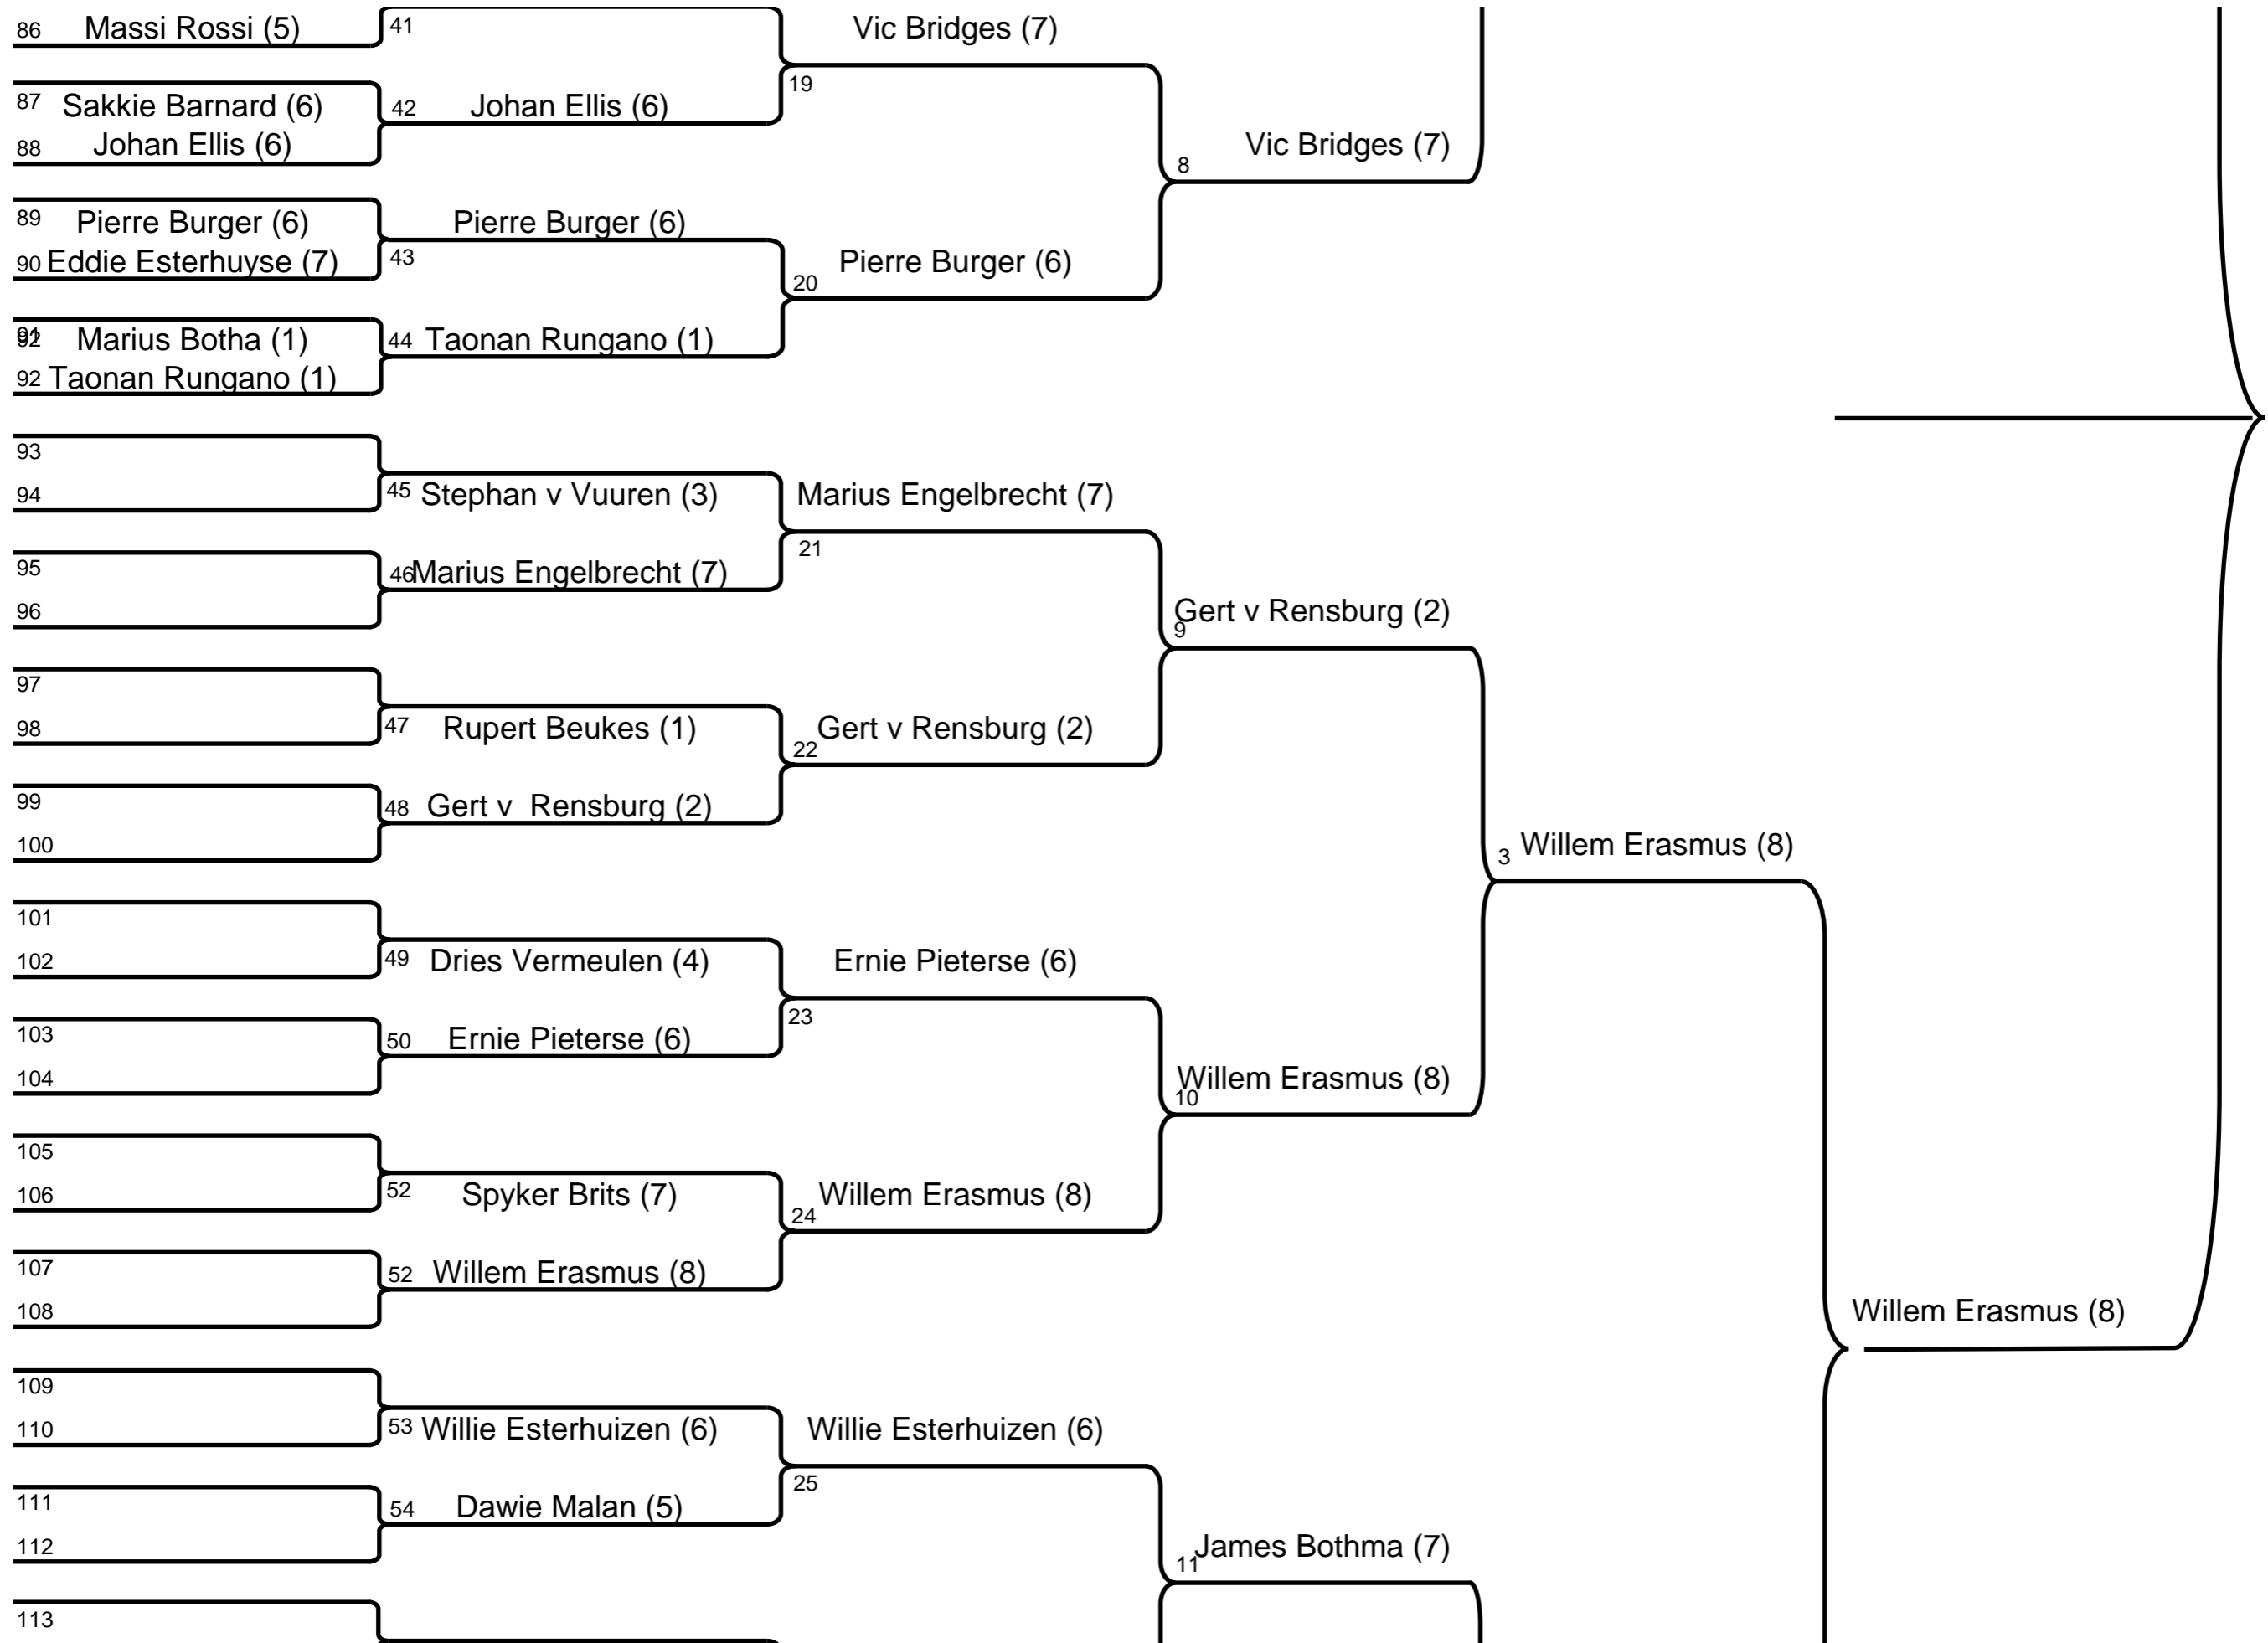 86 Massi Rossi (5) 41 Vic Bridges (7)
19
87 Sakkie Barnard (6) 42 Johan Ellis (6)
88 Johan Ellis (6) Vic Bridges (7)
8
89 Pierre Burger (6) Pierre Burger (6)
90 Eddie Esterhuyse (7) 43 Pierre Burger (6)
20
91
92 Marius Botha (1) 44 Taonan Rungano (1)
92 Taonan Rungano (1)
93
94 45 Stephan v Vuuren (3) Marius Engelbrecht (7)
21
95 46 Marius Engelbrecht (7)
96 Gert v Rensburg (2)
9
97
98 47 Rupert Beukes (1) Gert v Rensburg (2)
22
99 48 Gert v Rensburg (2)
100 3 Willem Erasmus (8)
101
102 49 Dries Vermeulen (4) Ernie Pieterse (6)
23
103 50 Ernie Pieterse (6)
104 Willem Erasmus (8)
10
105
106 52 Spyker Brits (7) Willem Erasmus (8)
24
107 52 Willem Erasmus (8)
108 Willem Erasmus (8)
109
110 53 Willie Esterhuizen (6) Willie Esterhuizen (6)
25
111 54 Dawie Malan (5)
112 James Bothma (7)
11
113